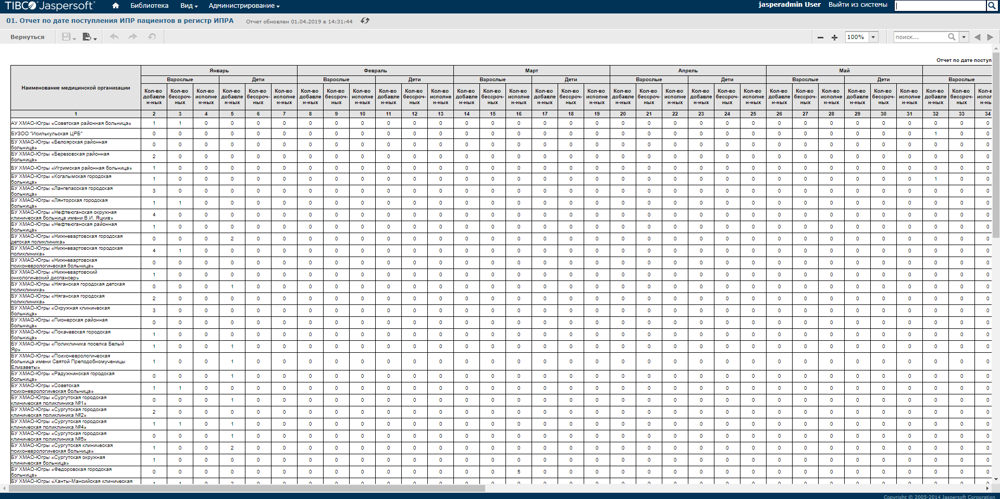 TIBCO Jaspersoft® Библиотека Вид Администрирование jasperadmin User Выйти из системы
01. Отчет по дате поступления ИПР пациентов в регистр ИПРА Отчет обновлен 01.04.2019 в 14:31:44
Вернуться 100% поиск...
Отчет по дате поступ
Наименование медицинской организации Январь Февраль Март Апрель Май
Взрослые Дети Взрослые Дети Взрослые Дети Взрослые Дети Взрослые Дети Взрослые
Кол-во добавлен-ных Кол-во бессроч-ных Кол-во исполнен-ных Кол-во добавлен-ных Кол-во бессроч-ных Кол-во исполнен-ных Кол-во добавлен-ных Кол-во бессроч-ных Кол-во исполнен-ных Кол-во добавлен-ных Кол-во бессроч-ных Кол-во исполнен-ных Кол-во добавлен-ных Кол-во бессроч-ных Кол-во исполнен-ных Кол-во добавлен-ных Кол-во бессроч-ных Кол-во исполнен-ных Кол-во добавлен-ных Кол-во бессроч-ных Кол-во исполнен-ных Кол-во добавлен-ных Кол-во бессроч-ных Кол-во исполнен-ных Кол-во добавлен-ных Кол-во бессроч-ных Кол-во исполнен-ных Кол-во добавлен-ных Кол-во бессроч-ных Кол-во исполнен-ных Кол-во добавлен-ных Кол-во бессроч-ных Кол-во исполн-ных
1 2 3 4 5 6 7 8 9 10 11 12 13 14 15 16 17 18 19 20 21 22 23 24 25 26 27 28 29 30 31 32 33 34
АУ ХМАО-Югры «Советская районная больница» 1 1 0 0 0 0 0 0 0 0 0 0 0 0 0 0 0 0 0 0 0 0 0 0 0 0 0 0 0 0 0 0 0
БУЗОО "Исилькульская ЦРБ" 0 0 0 0 0 0 0 0 0 0 0 0 0 0 0 0 0 0 0 0 0 0 0 0 0 0 0 0 0 0 1 0 0
БУ ХМАО-Югры «Белоярская районная больница» 0 0 0 0 0 0 0 0 0 0 0 0 0 0 0 0 0 0 0 0 0 0 0 0 0 0 0 0 0 0 0 0 0
БУ ХМАО-Югры «Березовская районная больница» 2 0 0 0 0 0 0 0 0 0 0 0 0 0 0 0 0 0 0 0 0 0 0 0 0 0 0 0 0 0 0 0 0
БУ ХМАО-Югры «Игримская районная больница» 1 0 0 0 0 0 0 0 0 0 0 0 0 0 0 0 0 0 0 0 0 0 0 0 0 0 0 0 0 0 0 0 0
БУ ХМАО-Югры «Когалымская городская больница» 1 0 0 0 0 0 0 0 0 0 0 0 0 0 0 0 0 0 0 0 0 0 0 0 0 0 0 0 0 0 1 0 0
БУ ХМАО-Югры «Лангепасская городская больница» 3 0 0 0 0 0 0 0 0 0 0 0 0 0 0 0 0 0 0 0 0 0 0 0 0 0 0 0 0 0 0 0 0
БУ ХМАО-Югры «Лянторская городская больница» 1 1 0 0 0 0 0 0 0 0 0 0 0 0 0 0 0 0 0 0 0 0 0 0 0 0 0 0 0 0 0 0 0
БУ ХМАО-Югры «Нефтеюганская окружная клиническая больница имени В.И. Яцкив» 4 0 0 0 0 0 0 0 0 0 0 0 0 0 0 0 0 0 0 0 0 0 0 0 0 0 0 0 0 0 0 0 0
БУ ХМАО-Югры «Нефтеюганская районная больница» 1 0 0 0 0 0 0 0 0 0 0 0 0 0 0 0 0 0 0 0 0 0 0 0 0 0 0 0 0 0 0 0 0
БУ ХМАО-Югры «Нижневартовская городская детская поликлиника» 0 0 0 2 0 0 0 0 0 0 0 0 0 0 0 0 0 0 0 0 0 0 0 0 0 0 0 0 0 0 0 0 0
БУ ХМАО-Югры «Нижневартовская городская поликлиника» 4 1 0 0 0 0 0 0 0 0 0 0 0 0 0 0 0 0 0 0 0 0 0 0 0 0 0 0 0 0 0 0 0
БУ ХМАО-Югры «Нижневартовская психоневрологическая больница» 0 0 0 0 0 0 0 0 0 0 0 0 0 0 0 0 0 0 0 0 0 0 0 0 0 0 0 0 0 0 0 0 0
БУ ХМАО-Югры «Нижневартовский онкологический диспансер» 1 0 0 0 0 0 0 0 0 0 0 0 0 0 0 0 0 0 0 0 0 0 0 0 0 0 0 0 0 0 0 0 0
БУ ХМАО-Югры «Няганская городская детская поликлиника» 0 0 0 1 0 0 0 0 0 0 0 0 0 0 0 0 0 0 0 0 0 0 0 0 0 0 0 0 0 0 0 0 0
БУ ХМАО-Югры «Няганская городская поликлиника» 2 0 0 0 0 0 0 0 0 0 0 0 0 0 0 0 0 0 0 0 0 0 0 0 0 0 0 0 0 0 0 0 0
БУ ХМАО-Югры «Окружная клиническая больница» 3 0 0 0 0 0 0 0 0 0 0 0 0 0 0 0 0 0 0 0 0 0 0 0 0 0 0 0 0 0 0 0 0
БУ ХМАО-Югры «Пионерская районная больница» 0 0 0 0 0 0 0 0 0 0 0 0 0 0 0 0 0 0 0 0 0 0 0 0 0 0 0 0 0 0 0 0 0
БУ ХМАО-Югры «Покачевская городская больница» 1 0 0 0 0 0 0 0 0 0 0 0 0 0 0 0 0 0 0 0 0 0 0 0 0 0 0 0 0 0 0 0 0
БУ ХМАО-Югры «Поликлиника поселка Белый Яр» 1 0 0 1 0 0 0 0 0 0 0 0 0 0 0 0 0 0 0 0 0 0 0 0 0 0 0 0 0 0 0 0 0
БУ ХМАО-Югры «Психоневрологическая больница имени Святой Преподобномученицы Елизаветы» 1 0 0 1 0 0 0 0 0 0 0 0 0 0 0 0 0 0 0 0 0 0 0 0 0 0 0 0 0 0 0 0 0
БУ ХМАО-Югры «Радужнинская городская больница» 0 0 0 1 0 0 0 0 0 0 0 0 0 0 0 0 0 0 0 0 0 0 0 0 0 0 0 0 0 0 0 0 0
БУ ХМАО-Югры «Советская психоневрологическая больница» 1 1 0 0 0 0 0 0 0 0 0 0 0 0 0 0 0 0 0 0 0 0 0 0 0 0 0 0 0 0 0 0 0
БУ ХМАО-Югры «Сургутская городская клиническая поликлиника №1» 0 0 0 1 0 0 0 0 0 0 0 0 0 0 0 0 0 0 0 0 0 0 0 0 0 0 0 0 0 0 0 0 0
БУ ХМАО-Югры «Сургутская городская клиническая поликлиника №2» 2 0 0 0 0 0 0 0 0 0 0 0 0 0 0 0 0 0 0 0 0 0 0 0 0 0 0 0 0 0 0 0 0
БУ ХМАО-Югры «Сургутская городская клиническая поликлиника №4» 1 1 0 1 0 0 0 0 0 0 0 0 0 0 0 0 0 0 0 0 0 0 0 0 0 0 0 0 0 0 0 0 0
БУ ХМАО-Югры «Сургутская городская клиническая поликлиника №5» 0 0 0 1 0 0 0 0 0 0 0 0 0 0 0 0 0 0 0 0 0 0 0 0 0 0 0 0 0 0 0 0 0
БУ ХМАО-Югры «Сургутская клиническая психоневрологическая больница» 1 0 0 2 0 0 0 0 0 0 0 0 0 0 0 0 0 0 0 0 0 0 0 0 0 0 0 0 0 0 0 0 0
БУ ХМАО-Югры «Сургутская окружная клиническая больница» 1 0 0 0 0 0 0 0 0 0 0 0 0 0 0 0 0 0 0 0 0 0 0 0 0 0 0 0 0 0 0 0 0
БУ ХМАО-Югры «Федоровская городская больница» 0 0 0 0 0 0 0 0 0 0 0 0 0 0 5 0 0 0 0 0 0 0 0 0 0 0 0 0 0 0 0 0 0
БУ ХМАО-Югры «Ханты-Мансийская клиническая
Copyright © 2005-2014 Jaspersoft Corporation